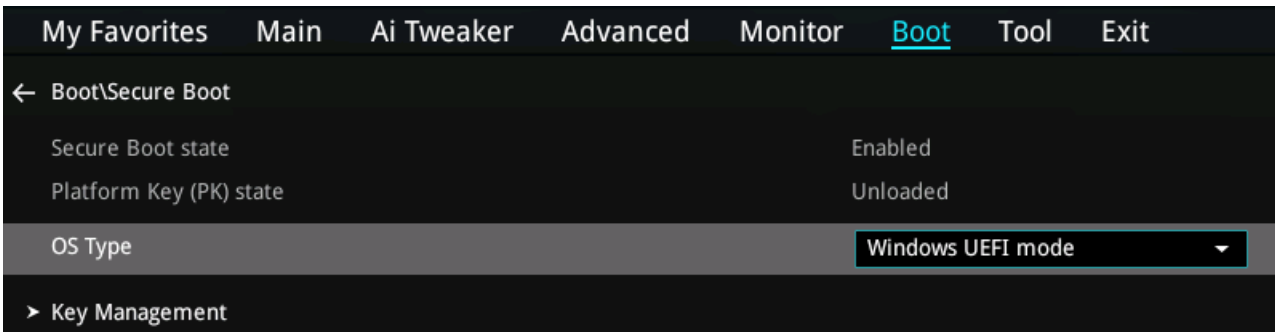 My Favorites Main Ai Tweaker Advanced Monitor Boot Tool Exit
Boot\Secure Boot
Secure Boot state Enabled
Platform Key (PK) state Unloaded
OS Type Windows UEFI mode
Key Management